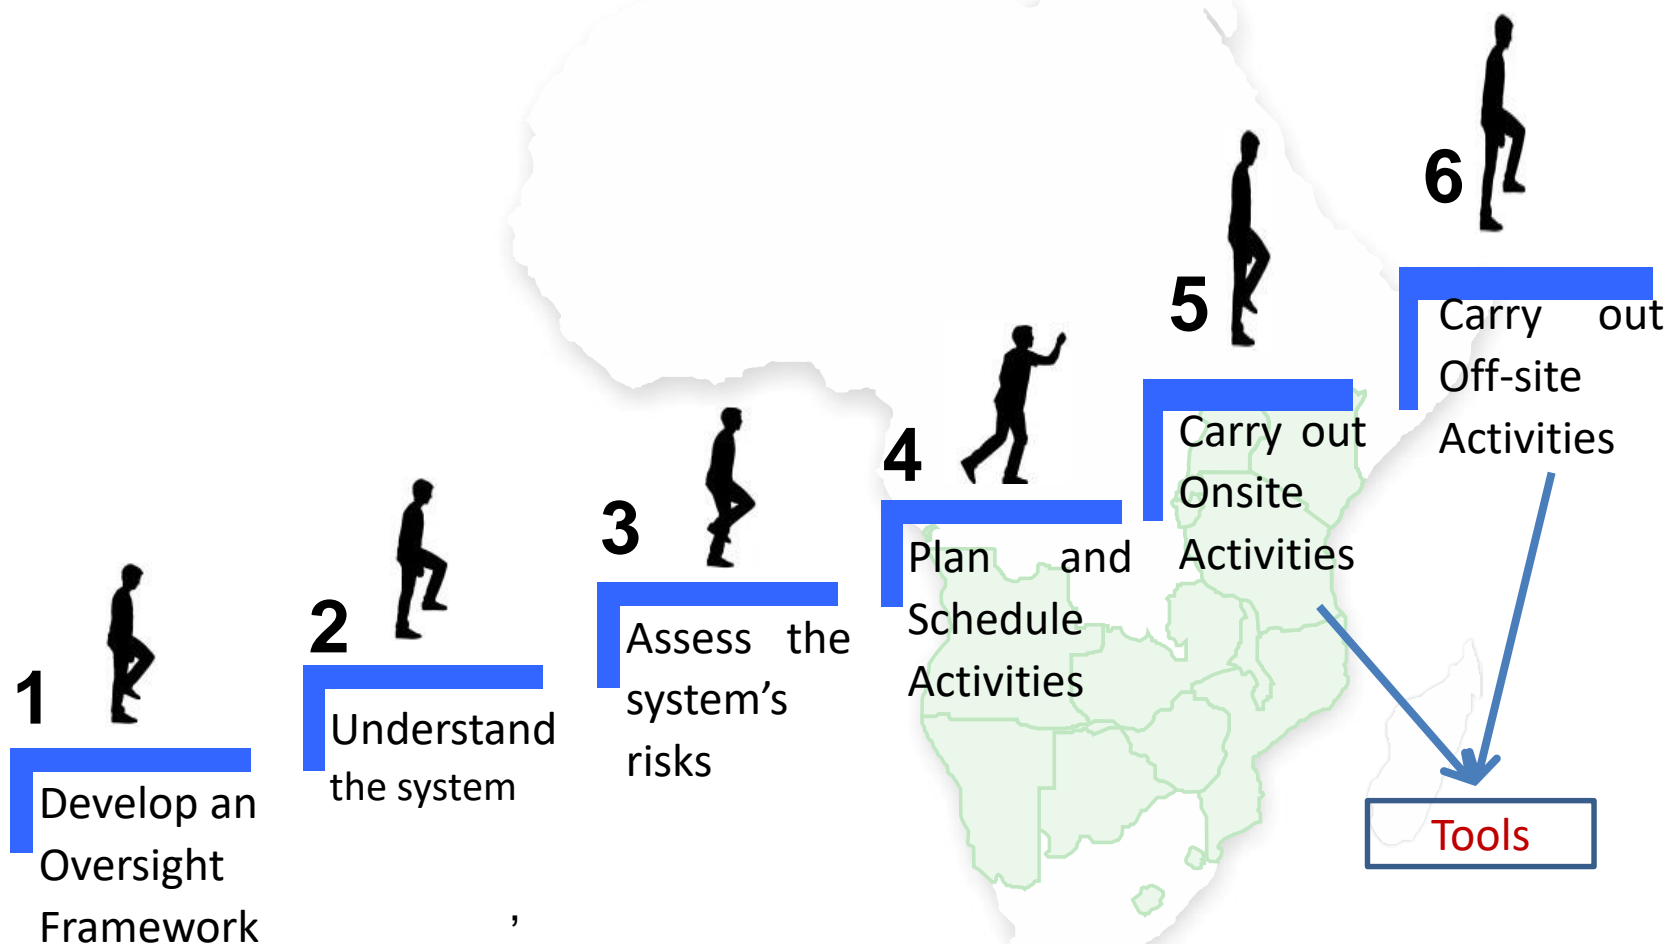 1
Develop an
Oversight
Framework
2
Understand
the system
,
3
Assess the
system’s
risks
4
Plan and
Schedule
Activities
5
Carry out
Onsite
Activities
6
Carry out
Off-site
Activities
Tools